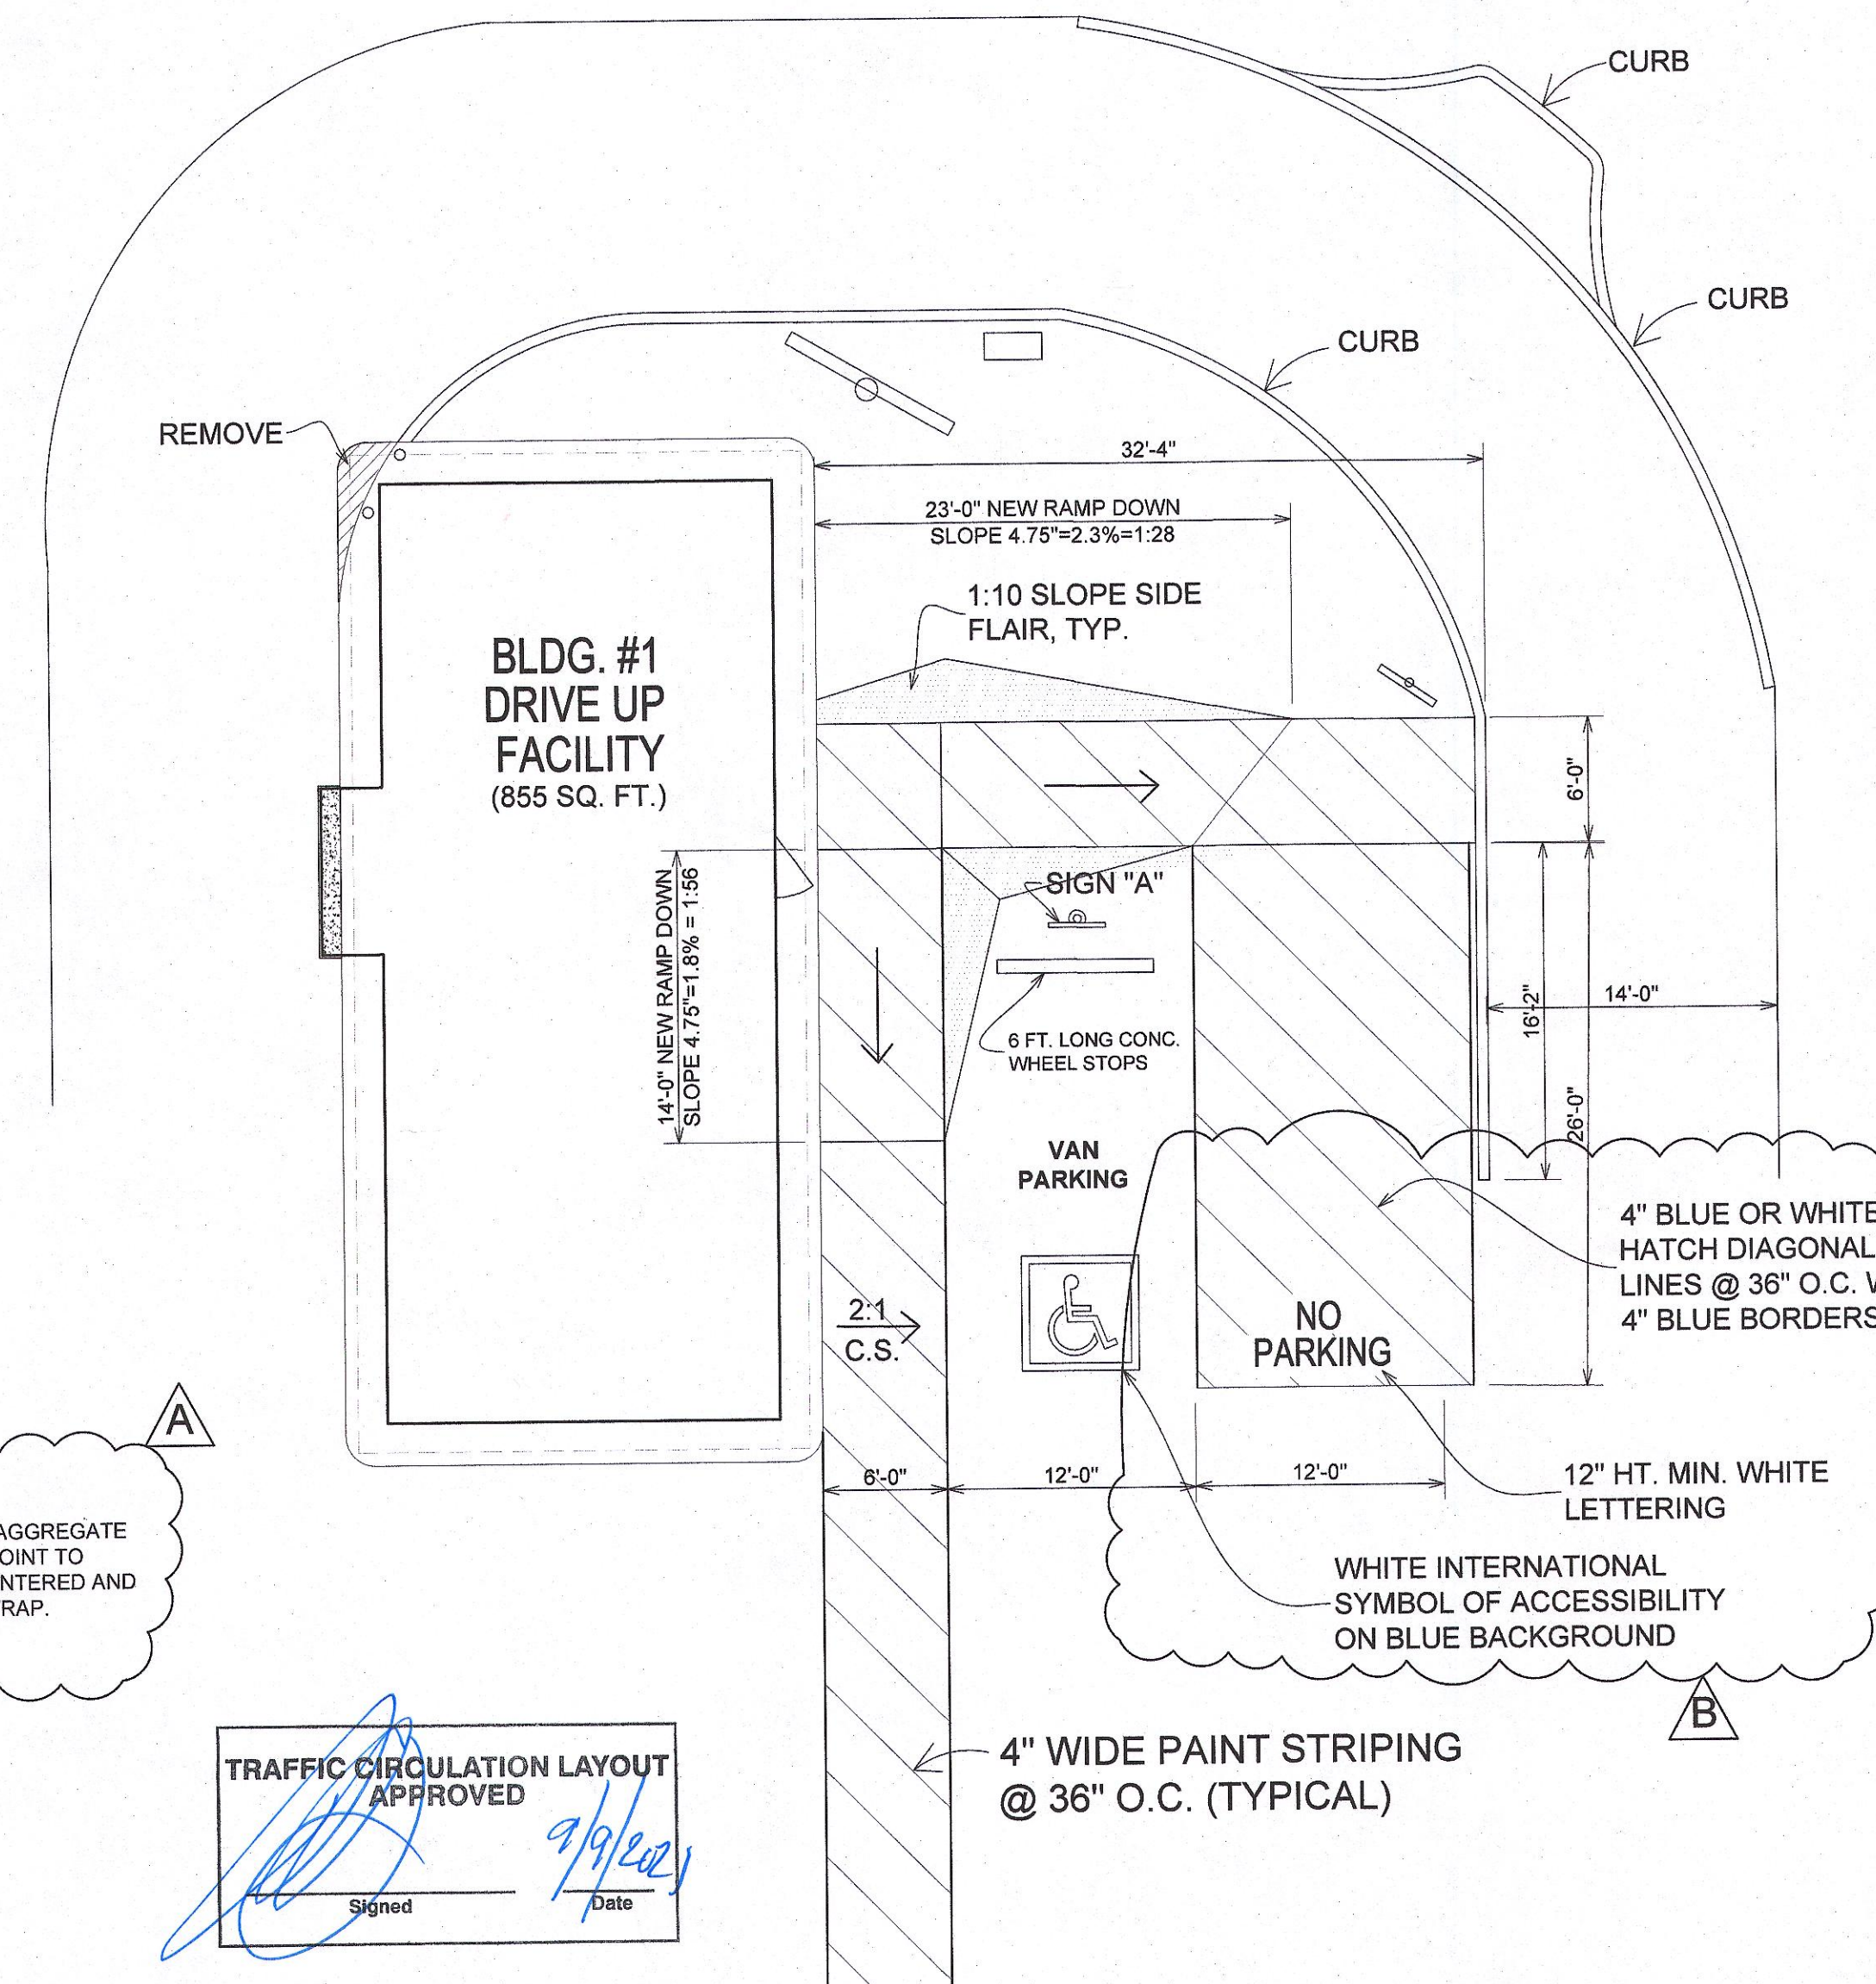 CURB
CURB
CURB
REMOVE
32'-4"
23'-0" NEW RAMP DOWN
SLOPE 4.75"=2.3%=1:28
1:10 SLOPE SIDE
FLAIR, TYP.
BLDG. #1
DRIVE UP
FACILITY
(855 SQ. FT.)
6'-0"
14'-0" NEW RAMP DOWN
SLOPE 4.75"=1.8% = 1:56
SIGN "A"
16'-2"
14'-0"
6 FT. LONG CONC.
WHEEL STOPS
26'-0"
VAN
PARKING
4" BLUE OR WHITE
HATCH DIAGONAL
LINES @ 36" O.C.
4" BLUE BORDERS
2:1
C.S.
NO
PARKING
A
6'-0"
12'-0"
12'-0"
12" HT. MIN. WHITE
LETTERING
AGGREGATE
OINT TO
NTERED AND
RAP.
WHITE INTERNATIONAL
SYMBOL OF ACCESSIBILITY
ON BLUE BACKGROUND
B
4" WIDE PAINT STRIPING
@ 36" O.C. (TYPICAL)
TRAFFIC CIRCULATION LAYOUT
APPROVED
9/9/2021
Signed
Date